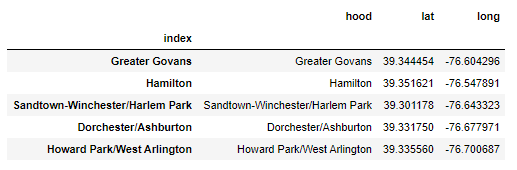 hood lat long
index
Greater Govans Greater Govans 39.344454 -76.604296
Hamilton Hamilton 39.351621 -76.547891
Sandtown-Winchester/Harlem Park Sandtown-Winchester/Harlem Park 39.301178 -76.643323
Dorchester/Ashburton Dorchester/Ashburton 39.331750 -76.677971
Howard Park/West Arlington Howard Park/West Arlington 39.335560 -76.700687